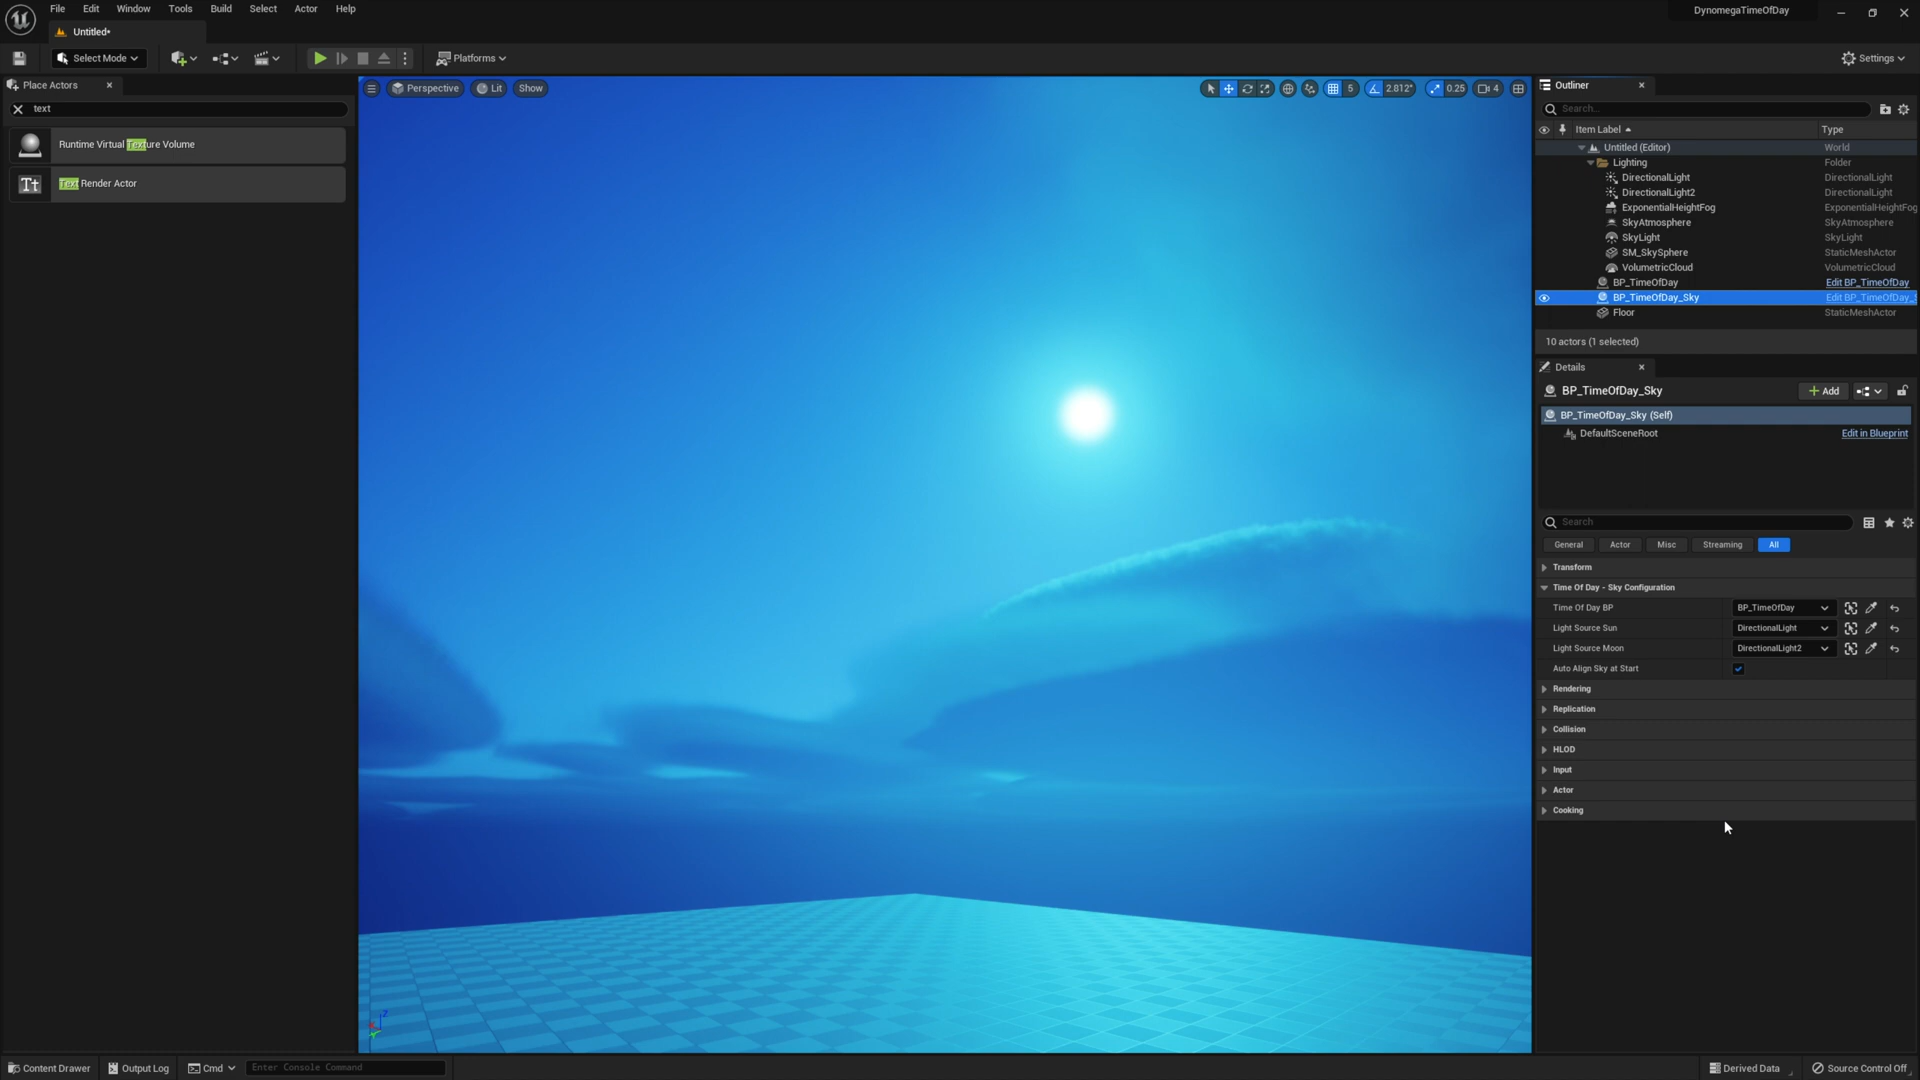 File Edit Window Tools Build Select Actor Help
DynomegaTimeOfDay
Untitled*
Select Mode
Platforms
Settings
Place Actors
text
Runtime Virtual Texture Volume
Tt Text Render Actor
Perspective Lit Show
5 2.812° 0.25 4
Outliner
Search...
Item Label Type
Untitled (Editor) World
Lighting Folder
DirectionalLight DirectionalLight
DirectionalLight2 DirectionalLight
ExponentialHeightFog ExponentialHeightFog
SkyAtmosphere SkyAtmosphere
SkyLight SkyLight
SM_SkySphere StaticMeshActor
VolumetricCloud VolumetricCloud
BP_TimeOfDay Edit BP_TimeOfDay
BP_TimeOfDay_Sky Edit BP_TimeOfDay_S
Floor StaticMeshActor
10 actors (1 selected)
Details
BP_TimeOfDay_Sky
Add
BP_TimeOfDay_Sky (Self)
DefaultSceneRoot Edit in Blueprint
Search
General Actor Misc Streaming All
Transform
Time Of Day - Sky Configuration
Time Of Day BP BP_TimeOfDay
Light Source Sun DirectionalLight
Light Source Moon DirectionalLight2
Auto Align Sky at Start
Rendering
Replication
Collision
HLOD
Input
Actor
Cooking
Z
Content Drawer Output Log Cmd Enter Console Command
Derived Data Source Control Off